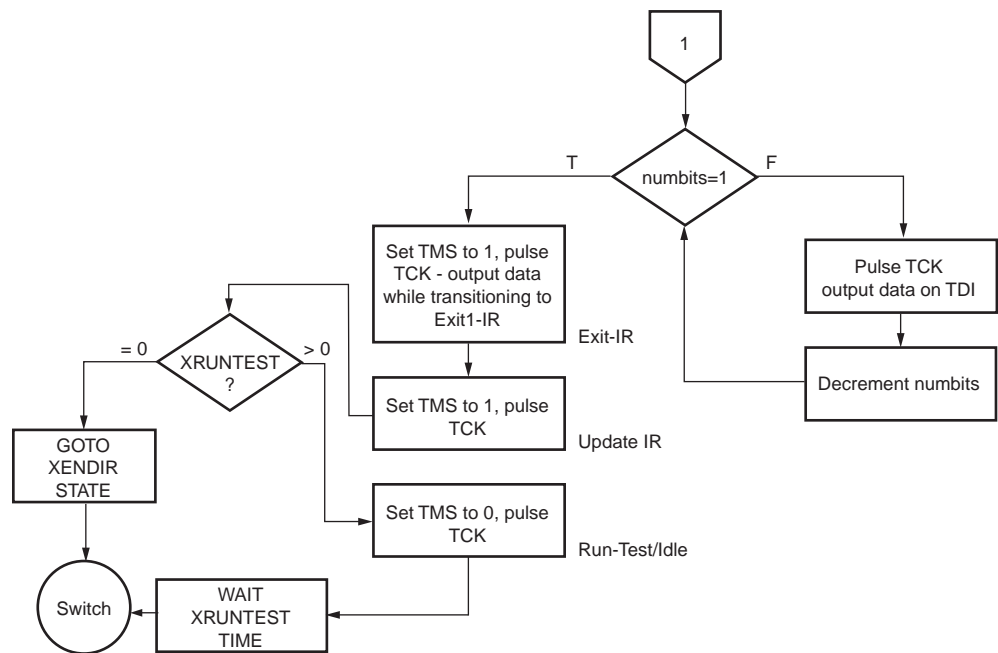 1
T
numbits=1
F
Set TMS to 1, pulse
TCK - output data
while transitioning to
Exit1-IR
Exit-IR
Pulse TCK
output data on TDI
Decrement numbits
= 0
XRUNTEST
?
> 0
Set TMS to 1, pulse
TCK
Update IR
GOTO
XENDIR
STATE
Set TMS to 0, pulse
TCK
Run-Test/Idle
Switch
WAIT
XRUNTEST
TIME